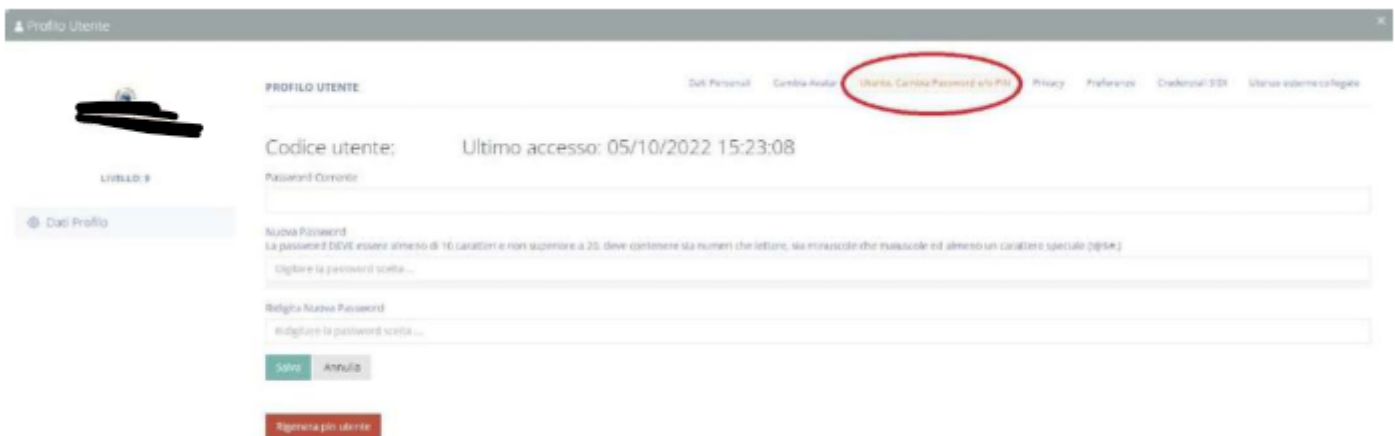 Profilo Utente
PROFILO UTENTE
Dati Personali Cambia Avatar Utente, Cambia Password e/o PIN Privacy Preferenze Credenziali SIDI Utenze esterne collegate
Codice utente: Ultimo accesso: 05/10/2022 15:23:08
LIVELLO: 9
Password Corrente
Dati Profilo
Nuova Password
La password DEVE essere almeno di 10 caratteri e non superiore a 20, deve contenere sia numeri che lettere, sia minuscole che maiuscole ed almeno un carattere speciale
Digitare la password scelta ...
Ridigita Nuova Password
Ridigitare la password scelta ...
Salva Annulla
Rigenera pin utente